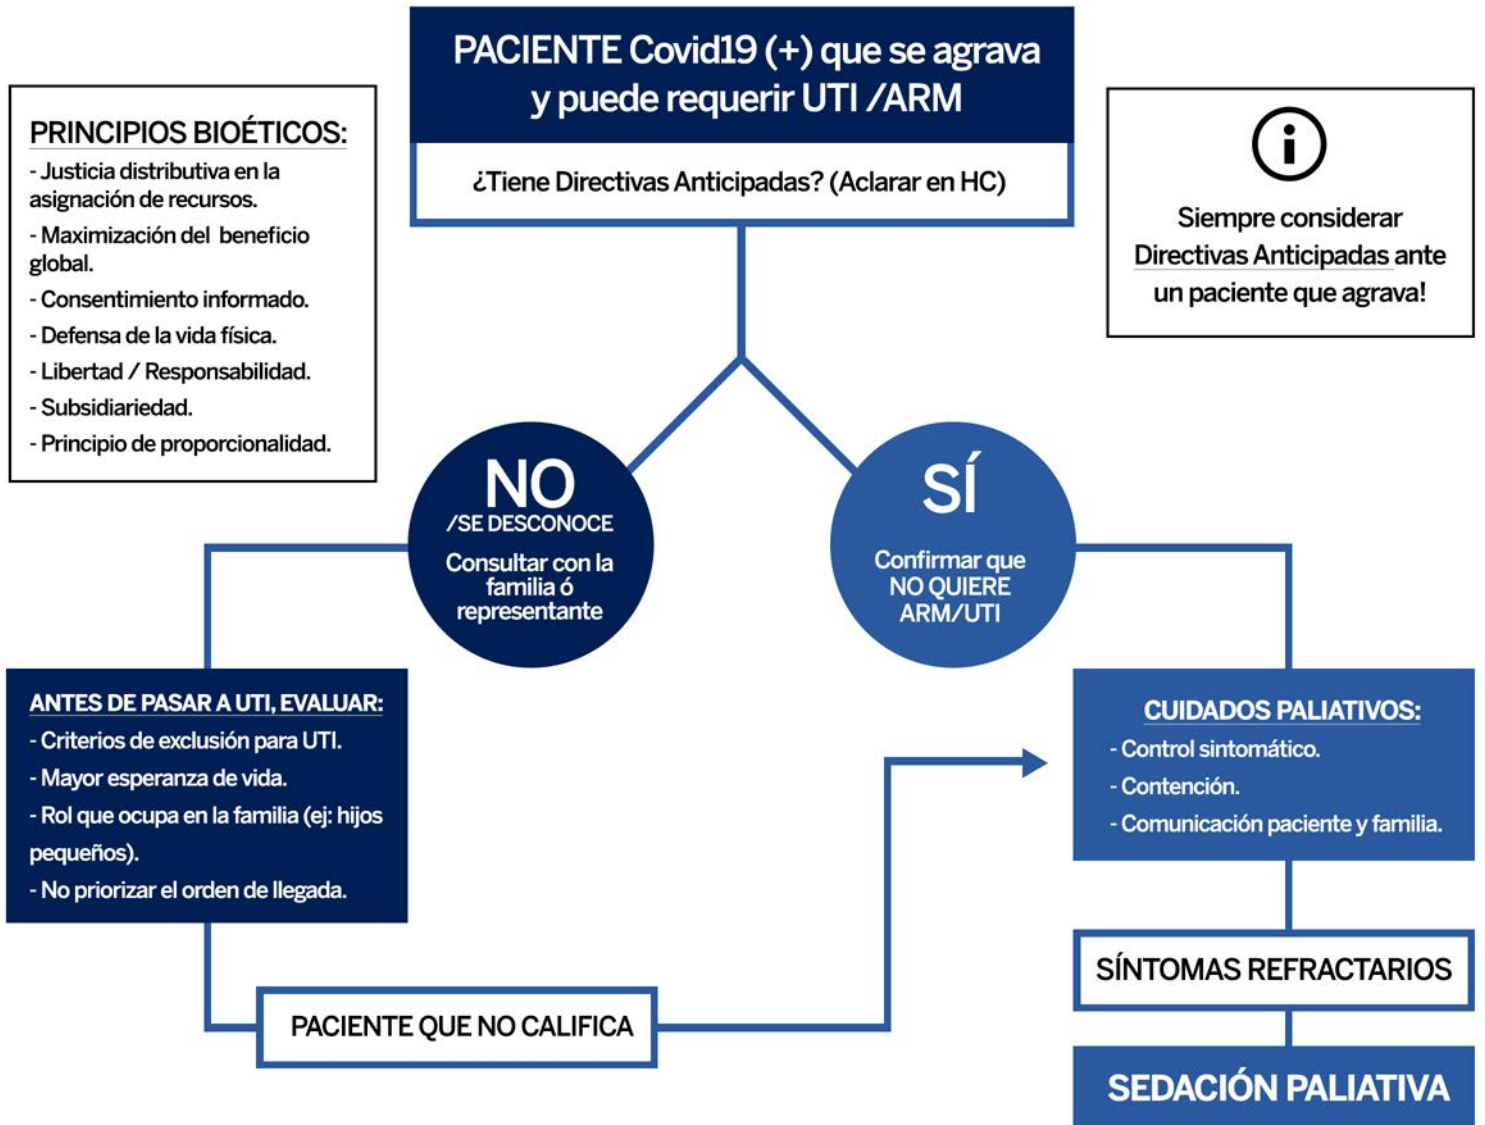 PACIENTE Covid19 (+) que se agrava
y puede requerir UTI /ARM
¿Tiene Directivas Anticipadas? (Aclarar en HC)
PRINCIPIOS BIOÉTICOS:
- Justicia distributiva en la
asignación de recursos.
- Maximización del beneficio
global.
- Consentimiento informado.
- Defensa de la vida física.
- Libertad / Responsabilidad.
- Subsidiariedad.
- Principio de proporcionalidad.
i
Siempre considerar
Directivas Anticipadas ante
un paciente que agrava!
NO
/SE DESCONOCE
Consultar con la
familia ó
representante
SÍ
Confirmar que
NO QUIERE
ARM/UTI
ANTES DE PASAR A UTI, EVALUAR:
- Criterios de exclusión para UTI.
- Mayor esperanza de vida.
- Rol que ocupa en la familia (ej: hijos
pequeños).
- No priorizar el orden de llegada.
PACIENTE QUE NO CALIFICA
CUIDADOS PALIATIVOS:
- Control sintomático.
- Contención.
- Comunicación paciente y familia.
SÍNTOMAS REFRACTARIOS
SEDACIÓN PALIATIVA